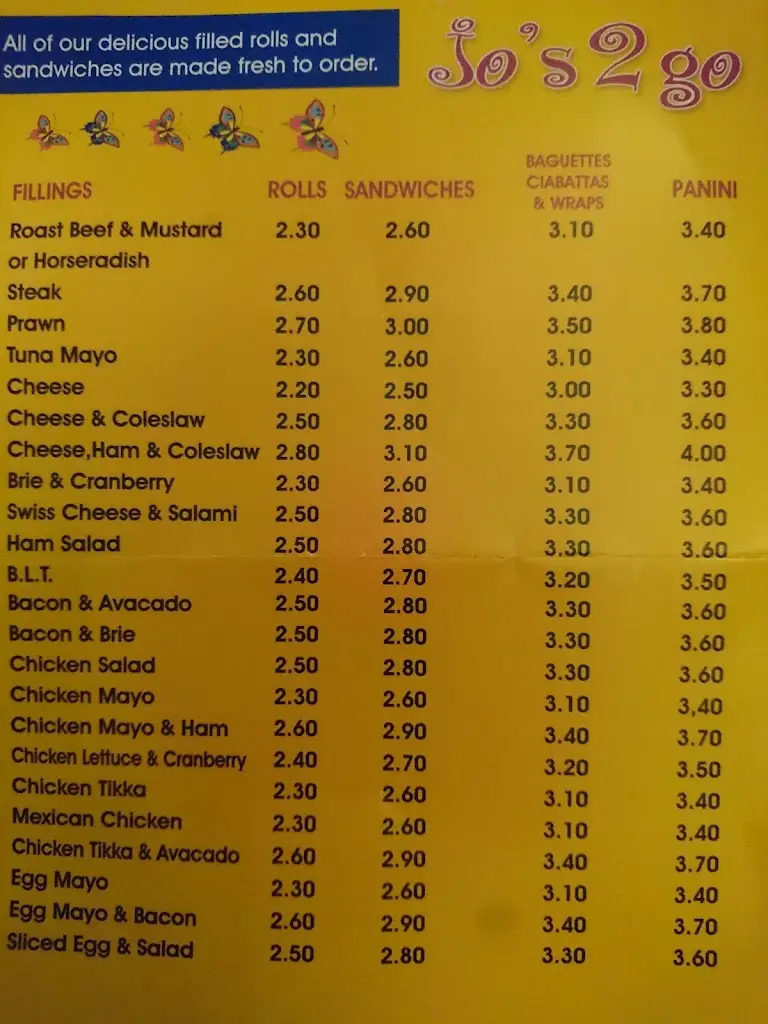 All of our delicious filled rolls and
sandwiches are made fresh to order.
Jo's 2 go
FILLINGS ROLLS SANDWICHES BAGUETTES CIABATTAS & WRAPS PANINI
Roast Beef & Mustard 2.30 2.60 3.10 3.40
or Horseradish
Steak 2.60 2.90 3.40 3.70
Prawn 2.70 3.00 3.50 3.80
Tuna Mayo 2.30 2.60 3.10 3.40
Cheese 2.20 2.50 3.00 3.30
Cheese & Coleslaw 2.50 2.80 3.30 3.60
Cheese,Ham & Coleslaw 2.80 3.10 3.70 4.00
Brie & Cranberry 2.30 2.60 3.10 3.40
Swiss Cheese & Salami 2.50 2.80 3.30 3.60
Ham Salad 2.50 2.80 3.30 3.60
B.L.T. 2.40 2.70 3.20 3.50
Bacon & Avacado 2.50 2.80 3.30 3.60
Bacon & Brie 2.50 2.80 3.30 3.60
Chicken Salad 2.50 2.80 3.30 3.60
Chicken Mayo 2.30 2.60 3.10 3,40
Chicken Mayo & Ham 2.60 2.90 3.40 3.70
Chicken Lettuce & Cranberry 2.40 2.70 3.20 3.50
Chicken Tikka 2.30 2.60 3.10 3.40
Mexican Chicken 2.30 2.60 3.10 3.40
Chicken Tikka & Avacado 2.60 2.90 3.40 3.70
Egg Mayo 2.30 2.60 3.10 3.40
Egg Mayo & Bacon 2.60 2.90 3.40 3.70
Sliced Egg & Salad 2.50 2.80 3.30 3.60